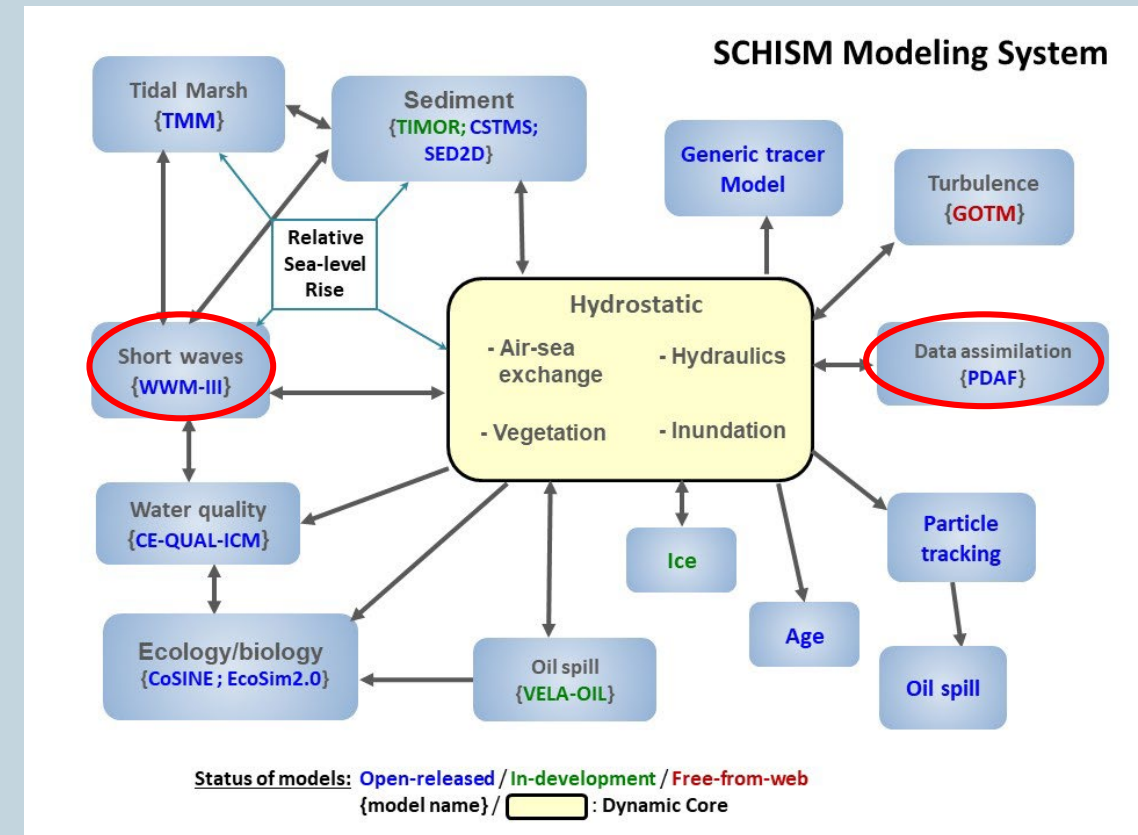 SCHISM Modeling System
Tidal Marsh
{TMM}
Sediment
{TIMOR; CSTMS;
SED2D}
Generic tracer
Model
Turbulence
{GOTM}
Relative
Sea-level
Rise
Hydrostatic
- Air-sea
exchange
- Hydraulics
- Vegetation
- Inundation
Short waves
{WWM-III}
Data assimilation
{PDAF}
Water quality
{CE-QUAL-ICM}
Ice
Particle
tracking
Age
Ecology/biology
{CoSINE ; EcoSim2.0}
Oil spill
{VELA-OIL}
Oil spill
Status of models: Open-released / In-development / Free-from-web
{model name} / : Dynamic Core